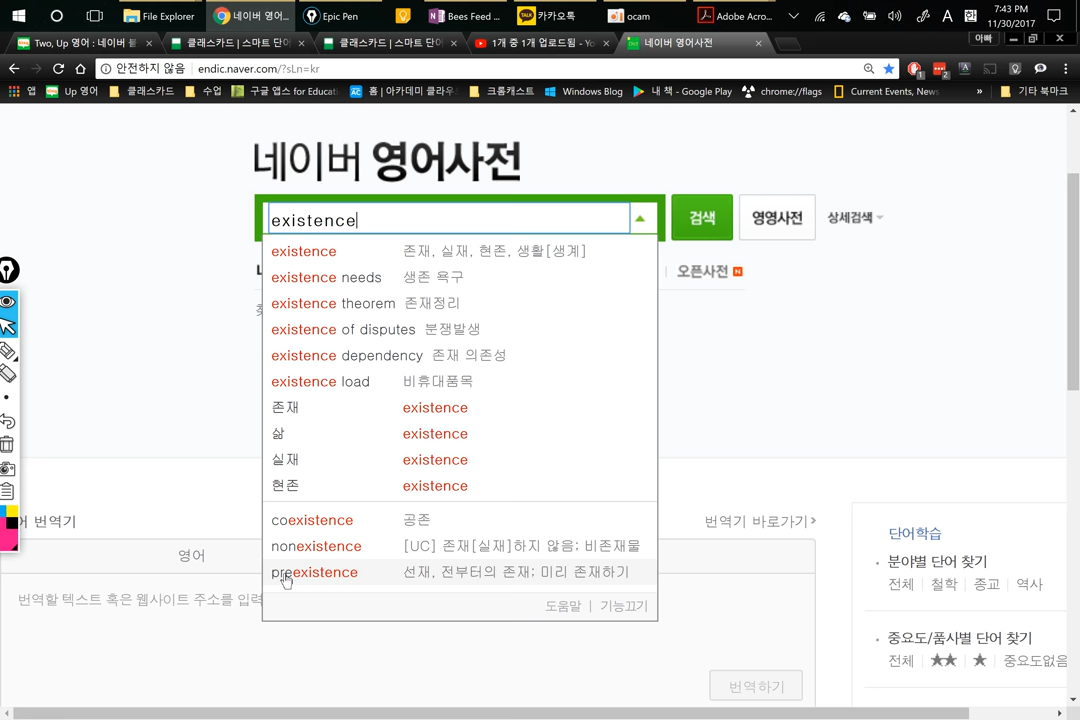 File Explorer
네이버 영어...
Epic Pen
Bees Feed ...
카카오톡
ocam
Adobe Acro...
A
한
7:43 PM
11/30/2017
Two, Up 영어 : 네이버 블
클래스카드 | 스마트 단어
클래스카드 | 스마트 단어
1개 중 1개 업로드됨 - Yo
네이버 영어사전
아빠
안전하지 않음
endic.naver.com/?sLn=kr
앱
Up 영어
클래스카드
수업
구글 앱스 for Educati
홈 | 아카데미 클라우
크롬캐스트
Windows Blog
내 책 - Google Play
chrome://flags
Current Events, News
»
기타 북마크
네이버 영어사전
existence
검색
영영사전
상세검색
오픈사전 N
existence 존재, 실재, 현존, 생활[생계]
existence needs 생존 욕구
existence theorem 존재정리
existence of disputes 분쟁발생
existence dependency 존재 의존성
existence load 비휴대품목
존재 existence
삶 existence
실재 existence
현존 existence
coexistence 공존
nonexistence [UC] 존재[실재]하지 않음; 비존재물
preexistence 선재, 전부터의 존재; 미리 존재하기
도움말 | 기능끄기
어 번역기
번역기 바로가기
영어
번역할 텍스트 혹은 웹사이트 주소를 입력
번역하기
단어학습
분야별 단어 찾기
전체 철학 종교 역사
중요도/품사별 단어 찾기
전체 ★★ ★ 중요도없음